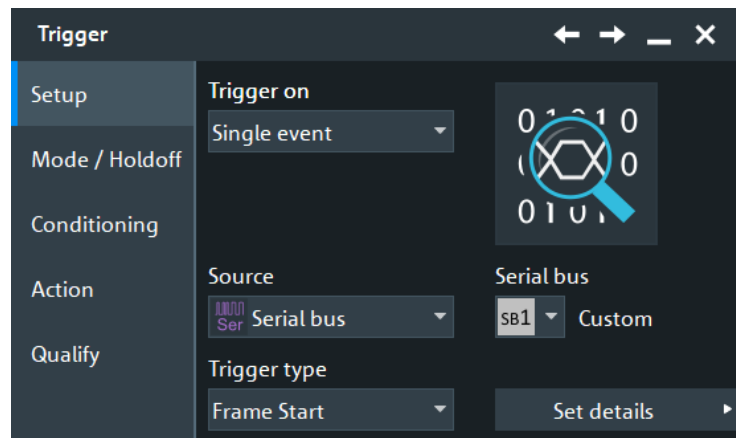 Trigger
Setup
Mode / Holdoff
Conditioning
Action
Qualify
Trigger on
Single event
Source
Ser Serial bus
Serial bus
SB1 Custom
Trigger type
Frame Start
Set details